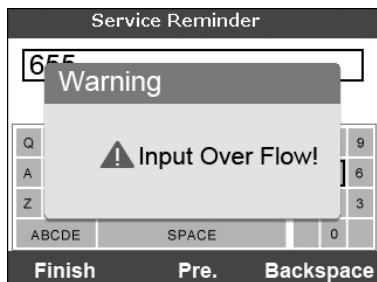 Service Reminder
655
Warning
Input Over Flow!
Q 9
A 6
Z 3
ABCDE SPACE 0
Finish Pre. Backspace